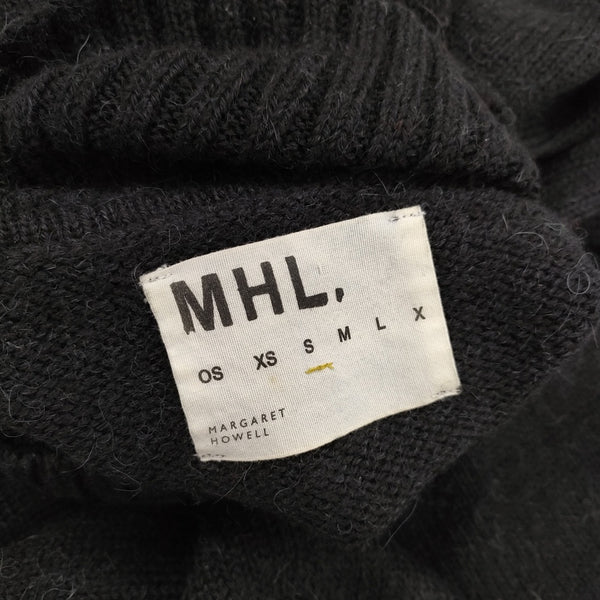 MHL.
OS XS S M L X
MARGARET
HOWELL